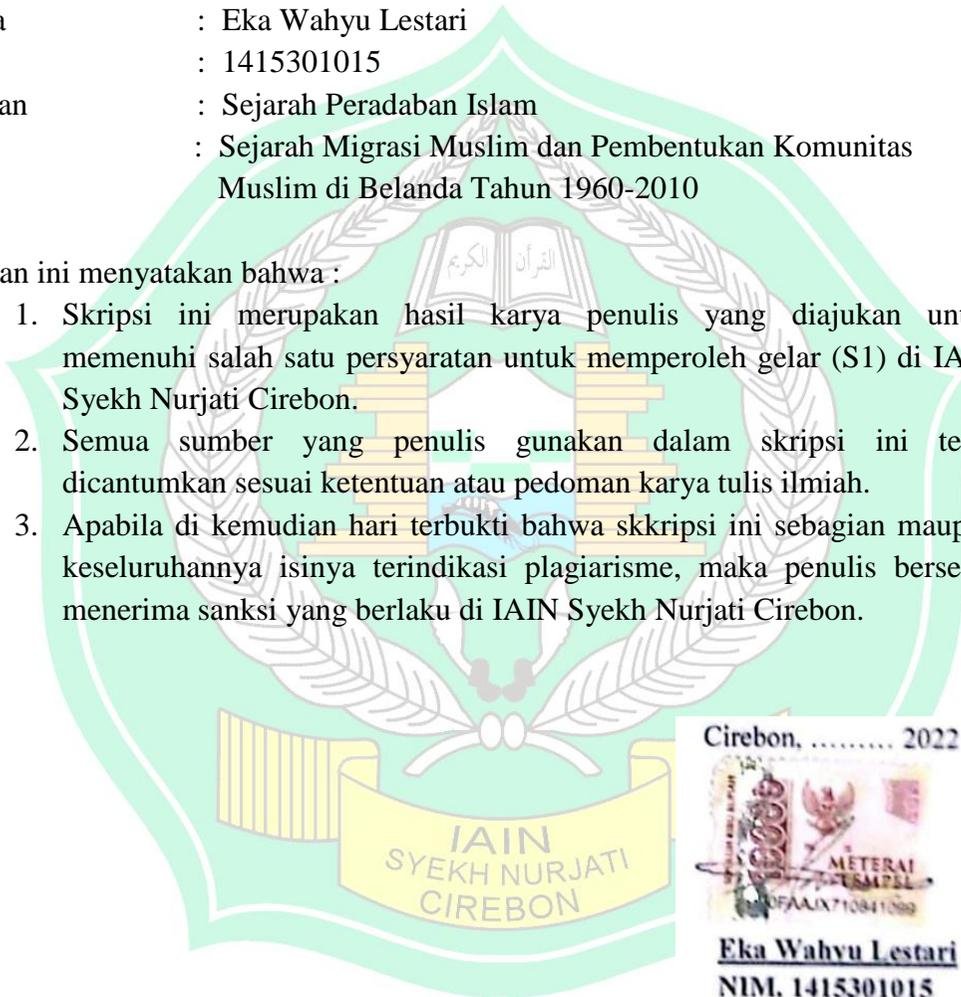 a : Eka Wahyu Lestari
: 1415301015
an : Sejarah Peradaban Islam
: Sejarah Migrasi Muslim dan Pembentukan Komunitas
Muslim di Belanda Tahun 1960-2010
القرآن الكريم
an ini menyatakan bahwa :
1. Skripsi ini merupakan hasil karya penulis yang diajukan unt
memenuhi salah satu persyaratan untuk memperoleh gelar (S1) di IA
Syekh Nurjati Cirebon.
2. Semua sumber yang penulis gunakan dalam skripsi ini te
dicantumkan sesuai ketentuan atau pedoman karya tulis ilmiah.
3. Apabila di kemudian hari terbukti bahwa skkripsi ini sebagian maup
keseluruhannya isinya terindikasi plagiarisme, maka penulis berse
menerima sanksi yang berlaku di IAIN Syekh Nurjati Cirebon.
Cirebon, ......... 2022
METERAI
TEMPEL
Eka Wahyu Lestari
NIM. 1415301015
IAIN
SYEKH NURJATI
CIREBON